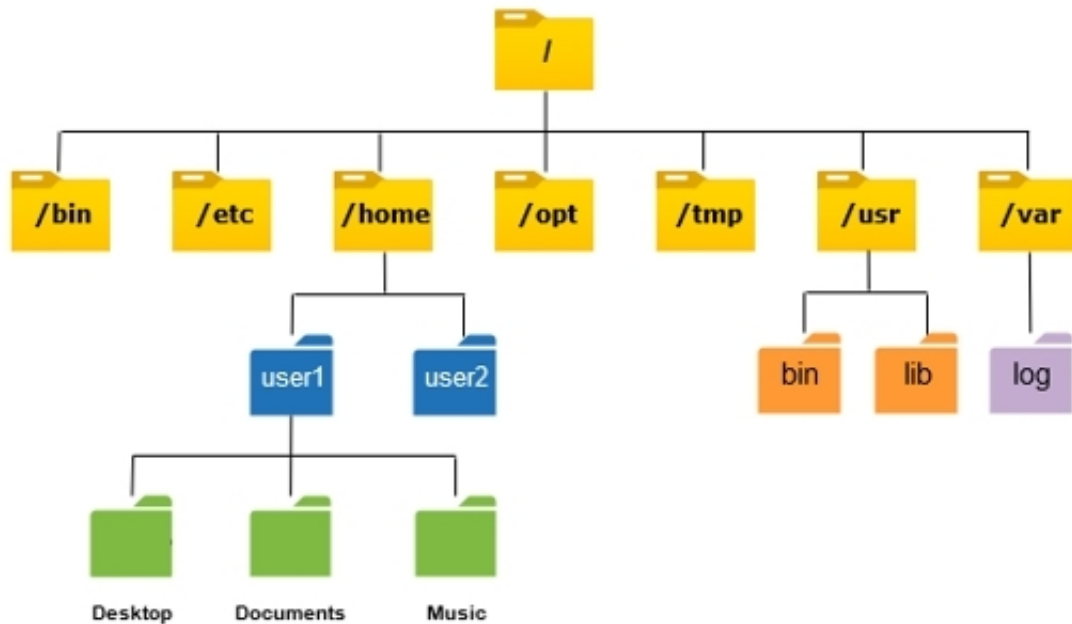 /
/bin /etc /home /opt /tmp /usr /var
user1 user2 bin lib log
Desktop Documents Music